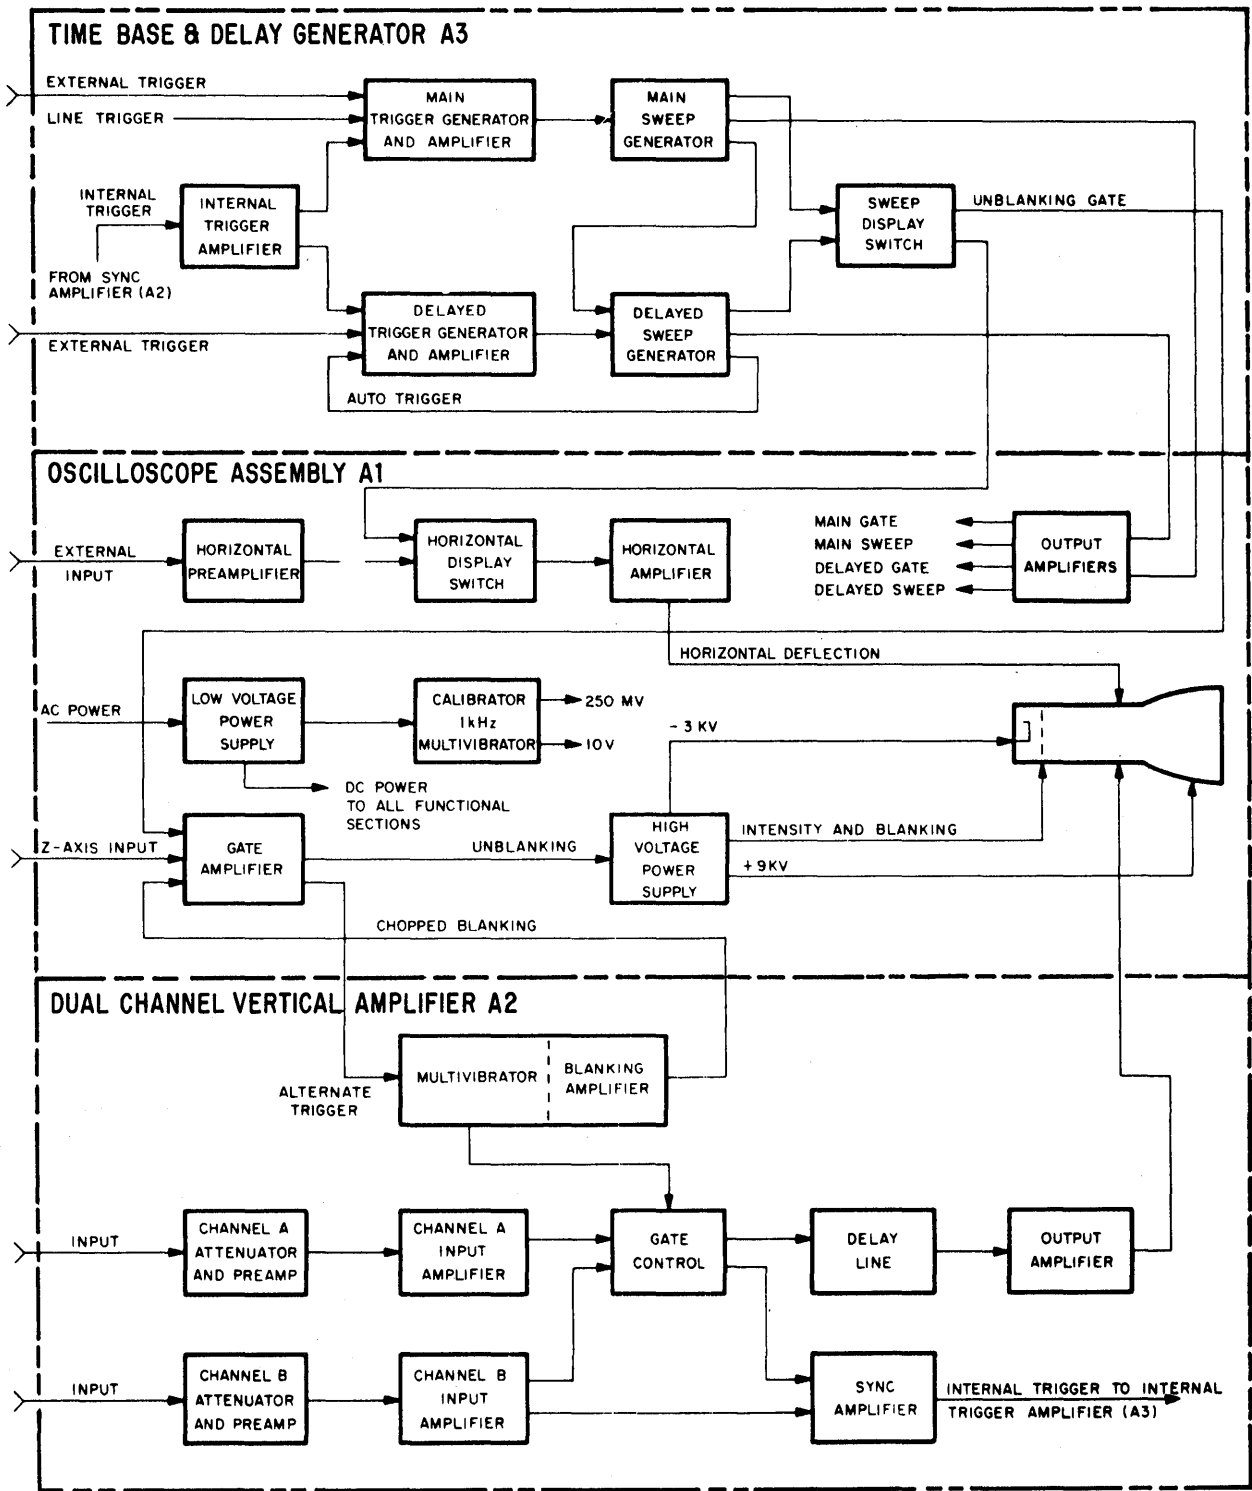 TIME BASE & DELAY GENERATOR A3
EXTERNAL TRIGGER
LINE TRIGGER
MAIN
TRIGGER GENERATOR
AND AMPLIFIER
MAIN
SWEEP
GENERATOR
INTERNAL
TRIGGER
INTERNAL
TRIGGER
AMPLIFIER
SWEEP
DISPLAY
SWITCH
UNBLANKING GATE
FROM SYNC
AMPLIFIER (A2)
EXTERNAL TRIGGER
DELAYED
TRIGGER GENERATOR
AND AMPLIFIER
DELAYED
SWEEP
GENERATOR
AUTO TRIGGER
OSCILLOSCOPE ASSEMBLY A1
EXTERNAL
INPUT
HORIZONTAL
PREAMPLIFIER
HORIZONTAL
DISPLAY
SWITCH
HORIZONTAL
AMPLIFIER
MAIN GATE
MAIN SWEEP
DELAYED GATE
DELAYED SWEEP
OUTPUT
AMPLIFIERS
HORIZONTAL DEFLECTION
AC POWER
LOW VOLTAGE
POWER
SUPPLY
CALIBRATOR
1kHz
MULTIVIBRATOR
250 MV
10V
- 3 KV
DC POWER
TO ALL FUNCTIONAL
SECTIONS
Z-AXIS INPUT
GATE
AMPLIFIER
UNBLANKING
HIGH
VOLTAGE
POWER
SUPPLY
INTENSITY AND BLANKING
+9KV
CHOPPED BLANKING
DUAL CHANNEL VERTICAL AMPLIFIER A2
ALTERNATE
TRIGGER
MULTIVIBRATOR
BLANKING
AMPLIFIER
INPUT
CHANNEL A
ATTENUATOR
AND PREAMP
CHANNEL A
INPUT
AMPLIFIER
GATE
CONTROL
DELAY
LINE
OUTPUT
AMPLIFIER
INPUT
CHANNEL B
ATTENUATOR
AND PREAMP
CHANNEL B
INPUT
AMPLIFIER
SYNC
AMPLIFIER
INTERNAL TRIGGER TO INTERNAL
TRIGGER AMPLIFIER (A3)